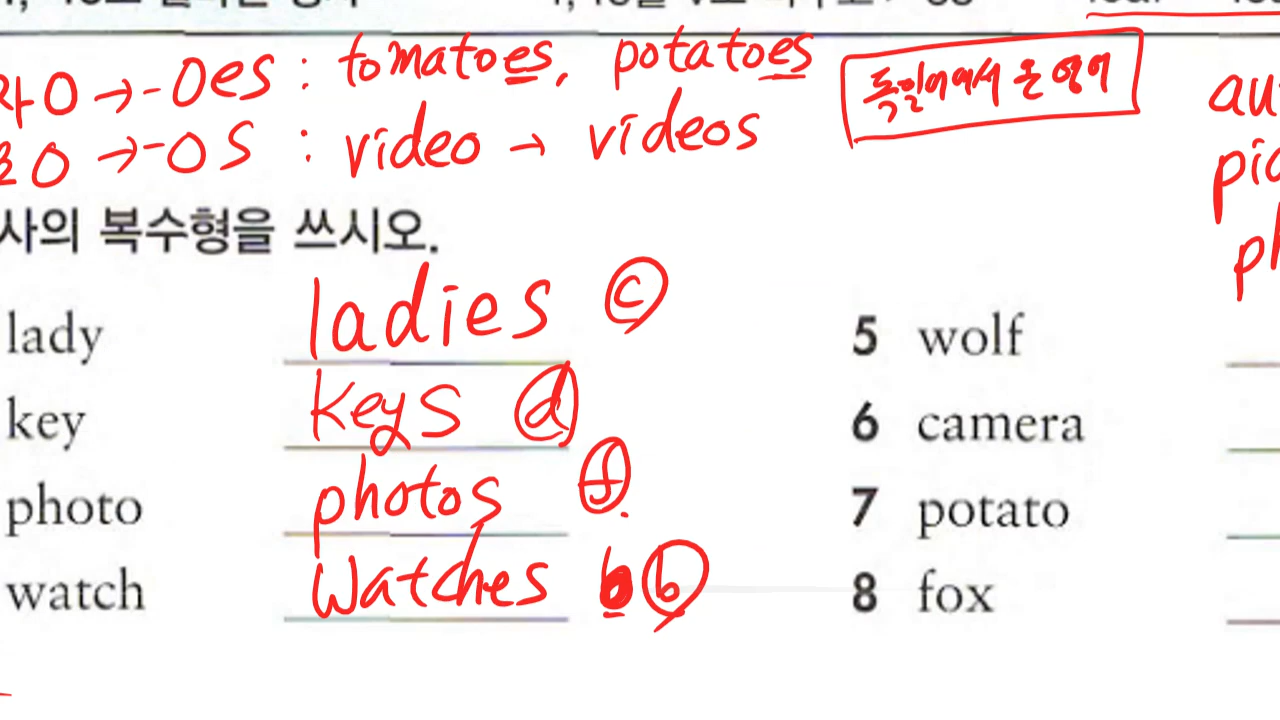 자O → -Oes : tomatoes, potatoes
독일어에서 온 영어
O → -OS : video → videos
사의 복수형을 쓰시오.
lady ladies ⓒ
key keys ⓓ
photo photos ⓕ
watch watches b ⓑ
5 wolf
6 camera
7 potato
8 fox